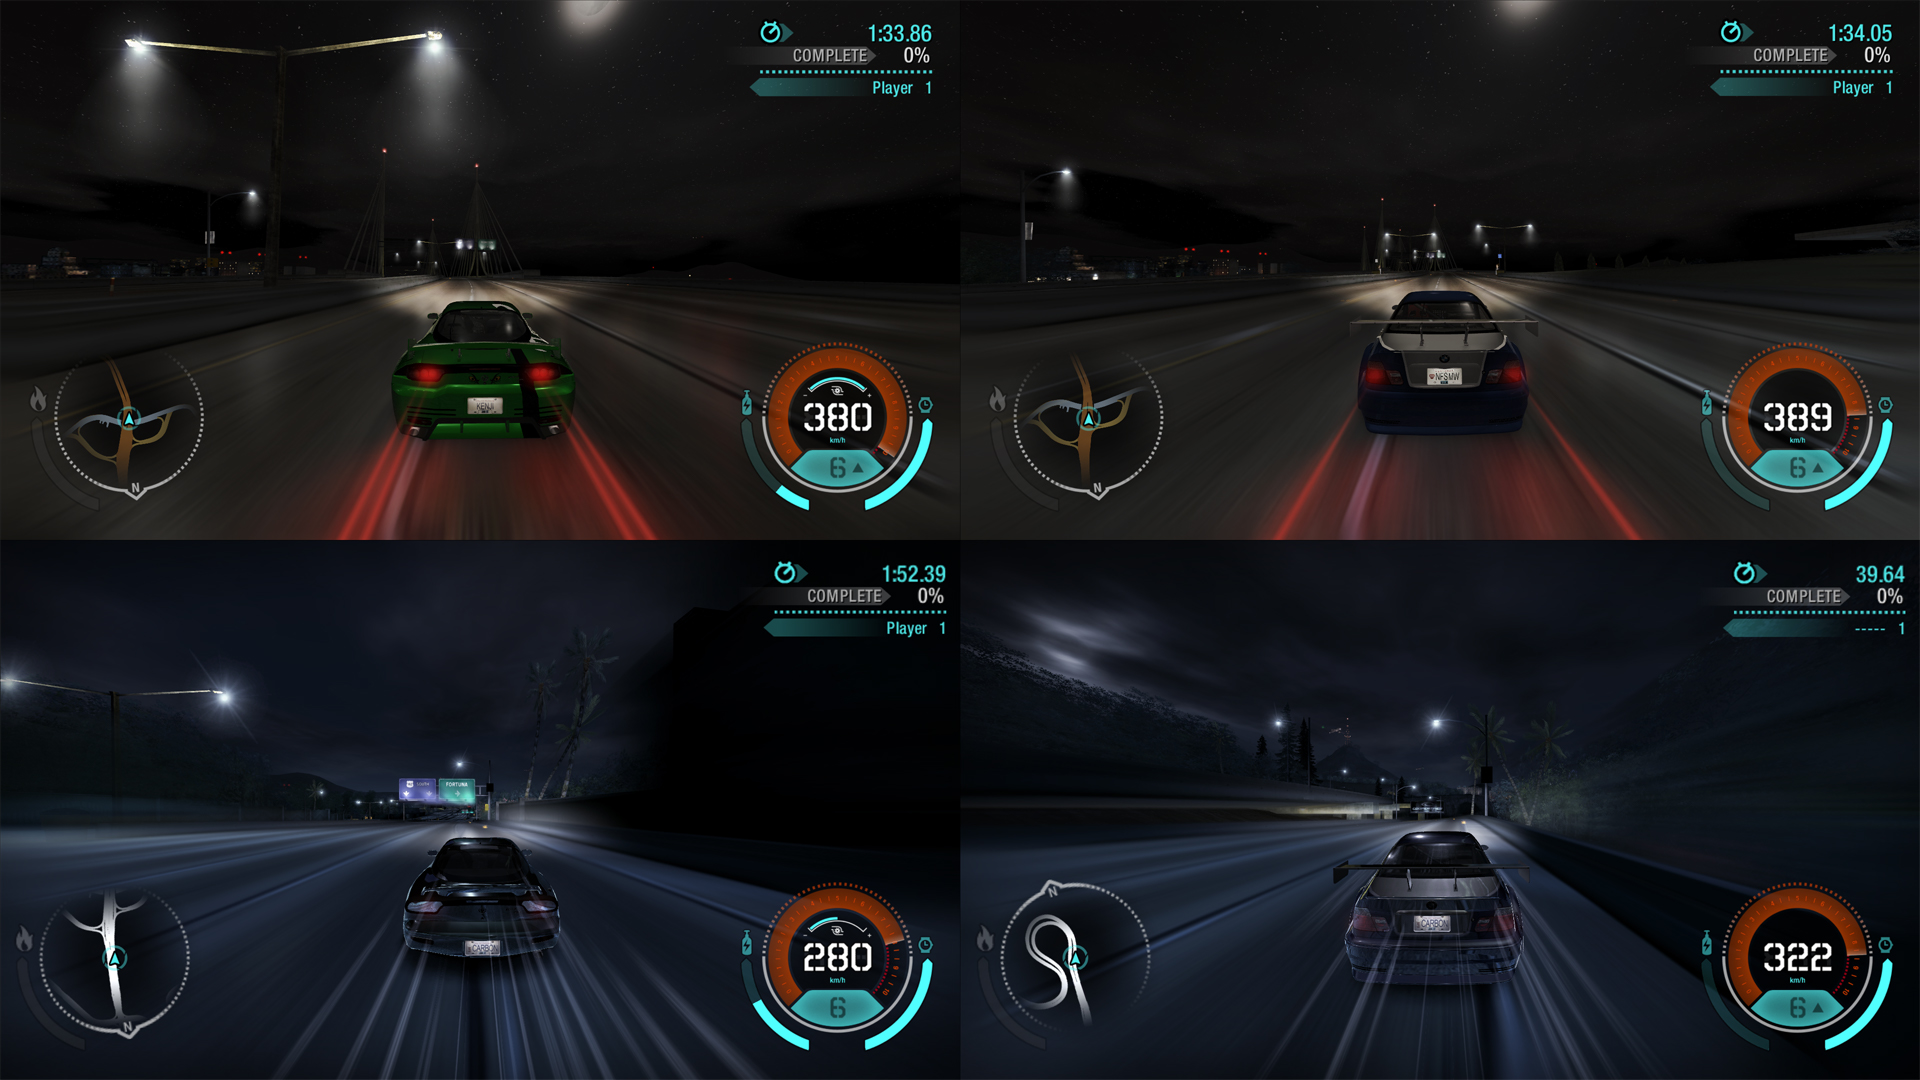 1:33.86
COMPLETE 0%
Player 1
KENJI
380
km/h
6
N
1:34.05
COMPLETE 0%
Player 1
NFSMW
389
km/h
6
N
1:52.39
COMPLETE 0%
Player 1
FORTUNA
CARBON
280
km/h
6
N
39.64
COMPLETE 0%
----- 1
N
CARBON
322
km/h
6